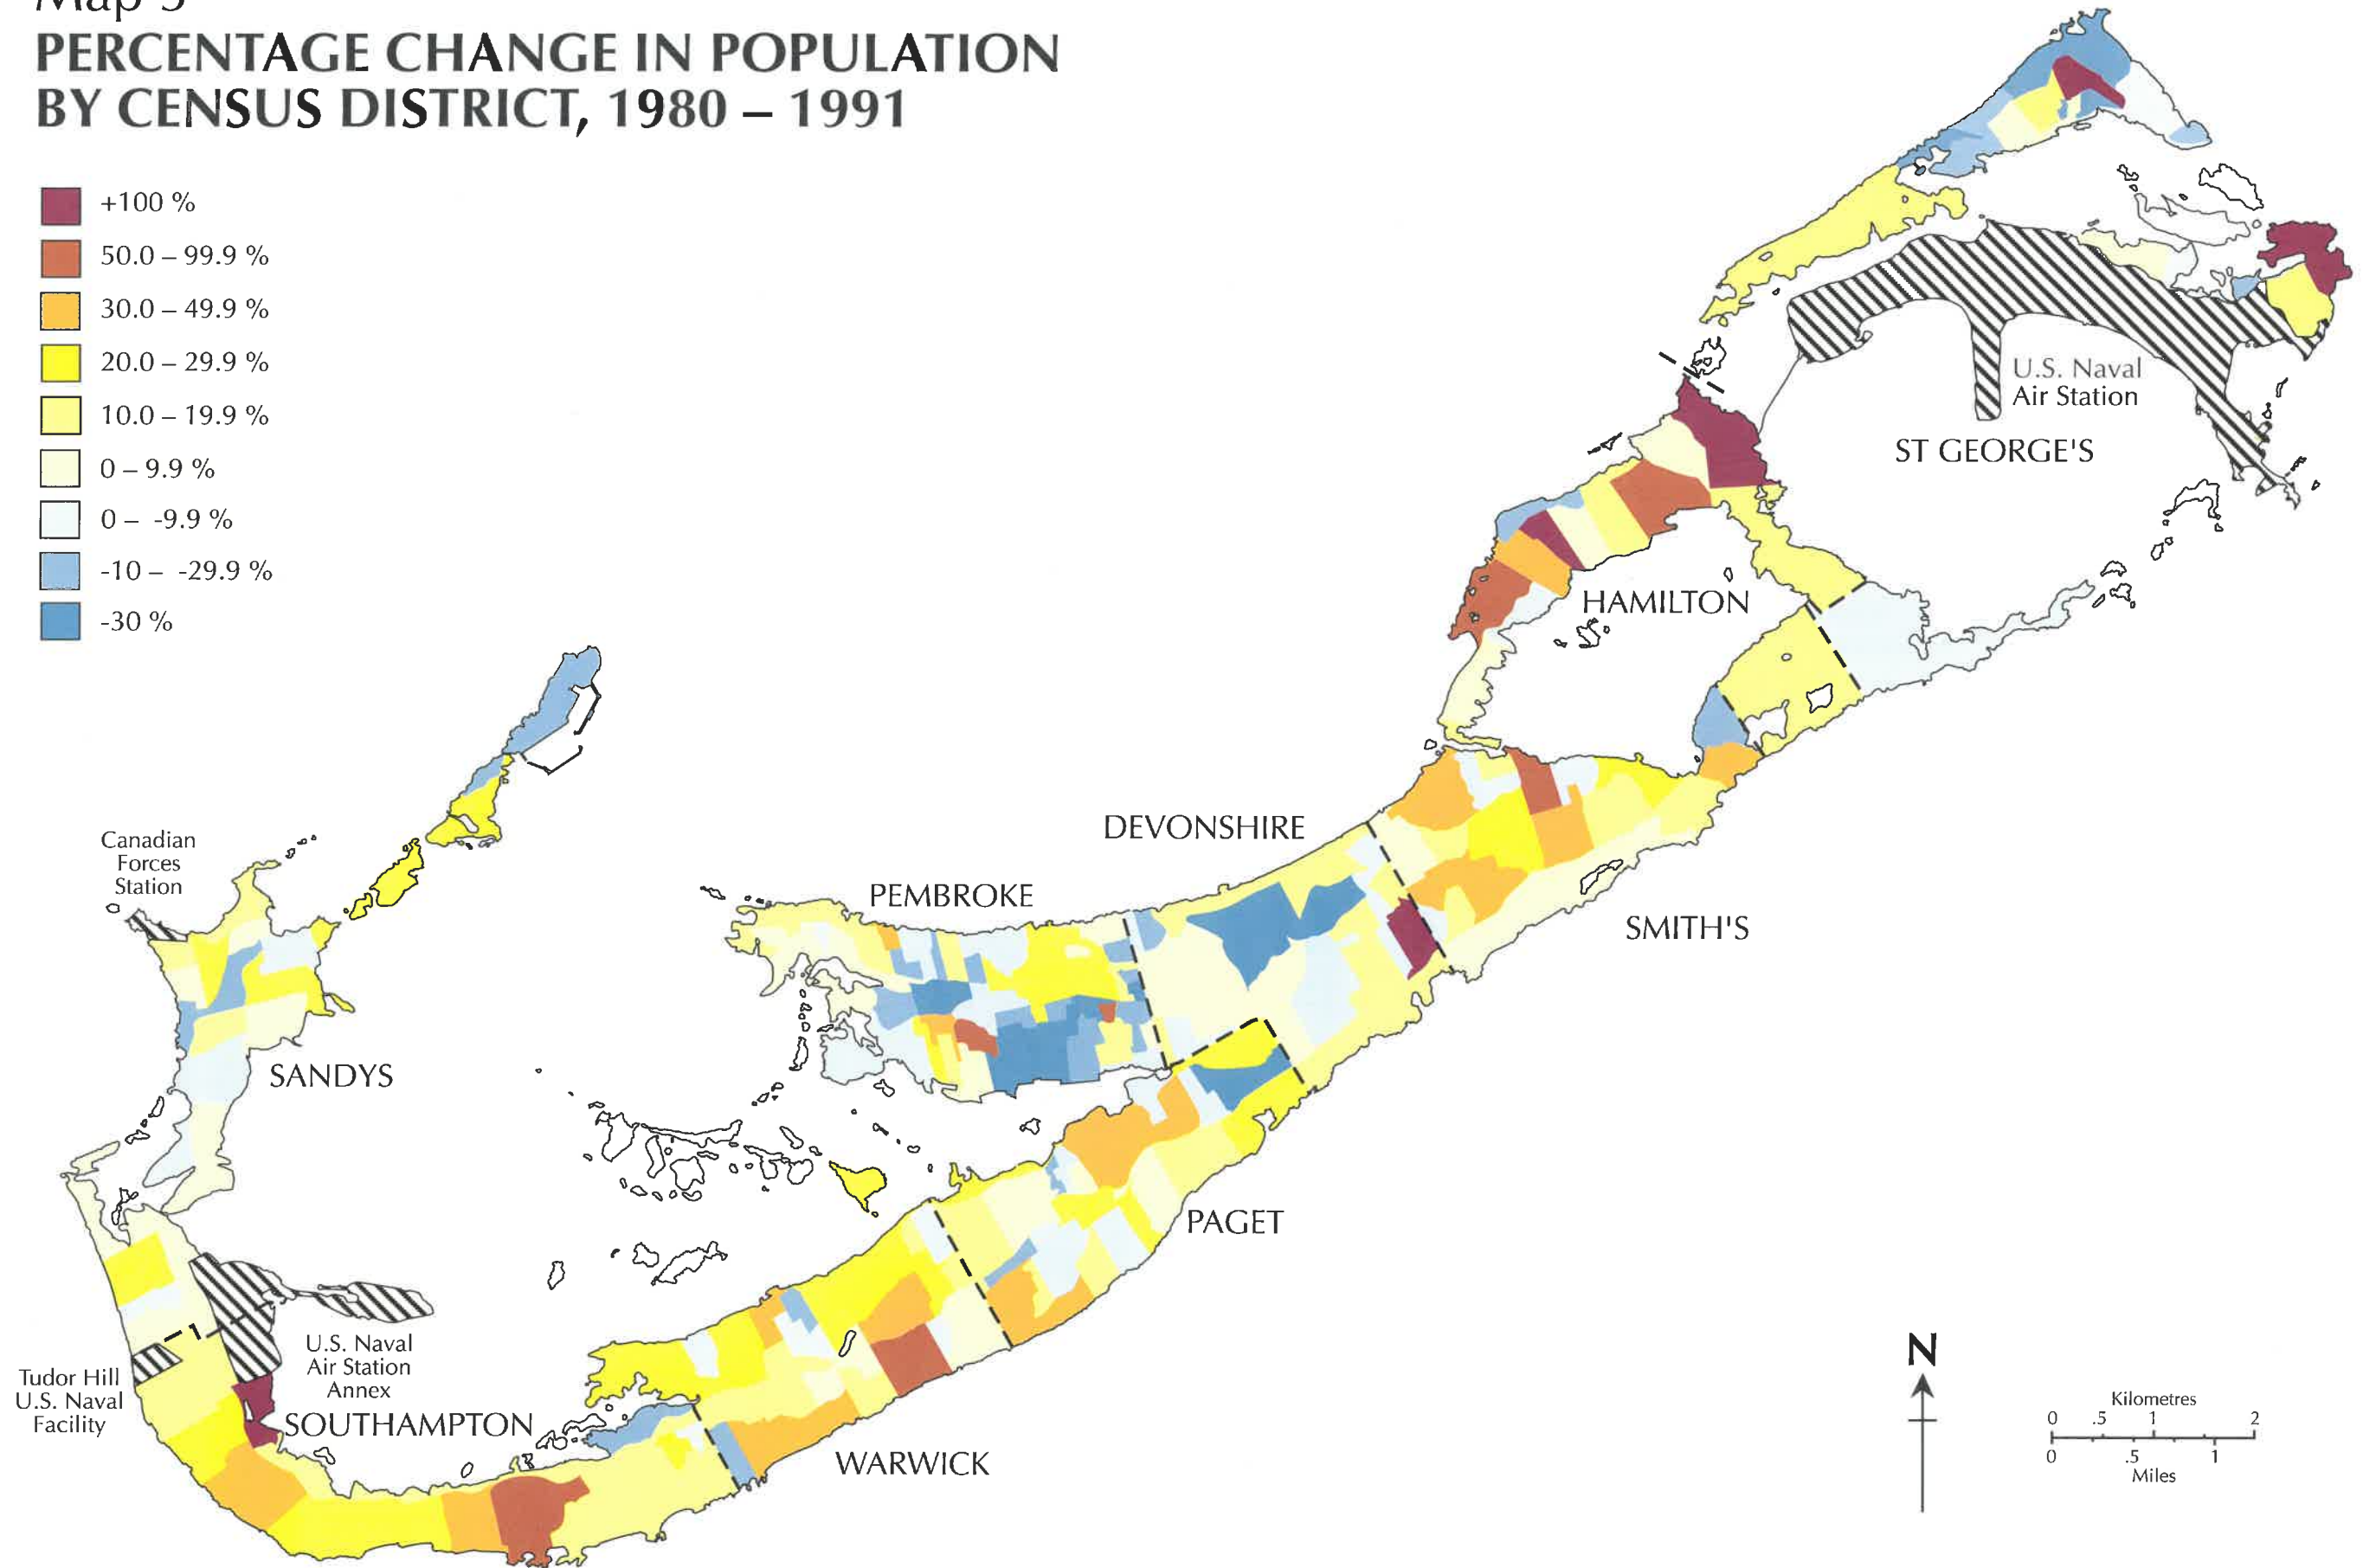 Map 3
PERCENTAGE CHANGE IN POPULATION
BY CENSUS DISTRICT, 1980 – 1991
+100 %
50.0 – 99.9 %
30.0 – 49.9 %
20.0 – 29.9 %
10.0 – 19.9 %
0 – 9.9 %
0 – -9.9 %
-10 – -29.9 %
-30 %
U.S. Naval
Air Station
ST GEORGE'S
HAMILTON
DEVONSHIRE
Canadian
Forces
Station
PEMBROKE
SMITH'S
SANDYS
PAGET
U.S. Naval
Air Station
Annex
Tudor Hill
U.S. Naval
Facility
SOUTHAMPTON
WARWICK
N
Kilometres
0 .5 1 2
0 .5 1
Miles